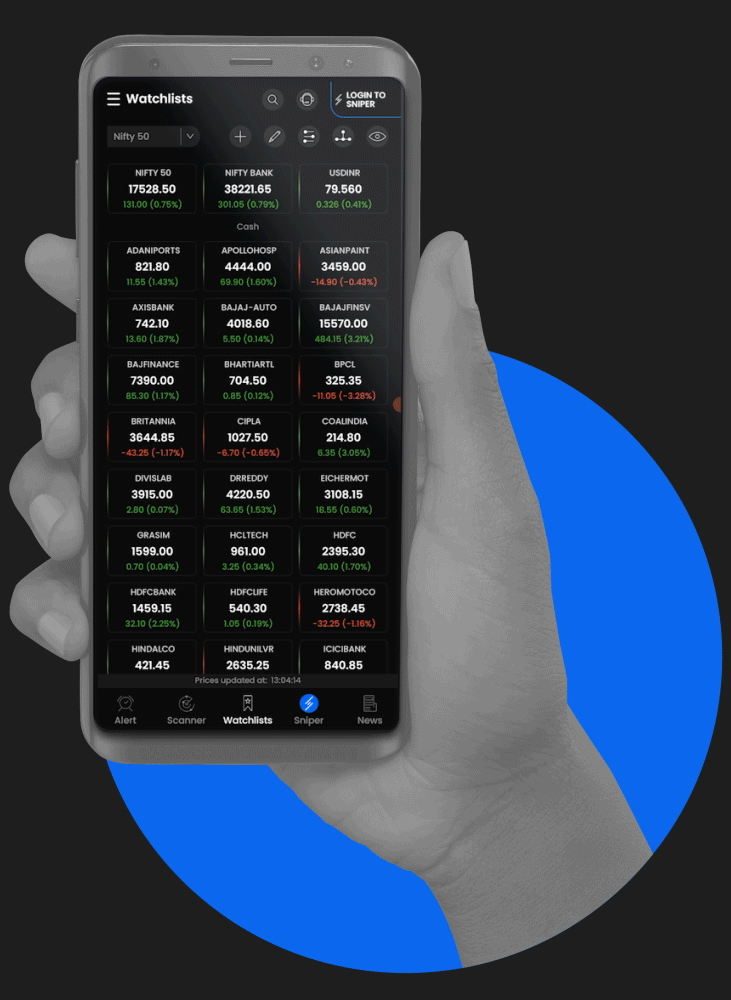 Watchlists
LOGIN TO
SNIPER
Nifty 50
NIFTY 50 NIFTY BANK USDINR
17528.50 38221.65 79.560
131.00 (0.75%) 301.05 (0.79%) 0.326 (0.41%)
Cash
ADANIPORTS APOLLOHOSP ASIANPAINT
821.80 4444.00 3459.00
11.55 (1.43%) 69.90 (1.60%) -14.90 (-0.43%)
AXISBANK BAJAJ-AUTO BAJAJFINSV
742.10 4018.60 15570.00
13.60 (1.87%) 5.50 (0.14%) 484.15 (3.21%)
BAJFINANCE BHARTIARTL BPCL
7390.00 704.50 325.35
85.30 (1.17%) 0.85 (0.12%) -11.05 (-3.28%)
BRITANNIA CIPLA COALINDIA
3644.85 1027.50 214.80
-43.25 (-1.17%) -6.70 (-0.65%) 6.35 (3.05%)
DIVISLAB DRREDDY EICHERMOT
3915.00 4220.50 3108.15
2.80 (0.07%) 63.65 (1.53%) 18.55 (0.60%)
GRASIM HCLTECH HDFC
1599.00 961.00 2395.30
0.70 (0.04%) 3.25 (0.34%) 40.10 (1.70%)
HDFCBANK HDFCLIFE HEROMOTOCO
1459.15 540.30 2738.45
32.10 (2.25%) 1.05 (0.19%) -32.25 (-1.16%)
HINDALCO HINDUNILVR ICICIBANK
421.45 2635.25 840.85
Prices updated at: 13:04:14
Alert Scanner Watchlists Sniper News